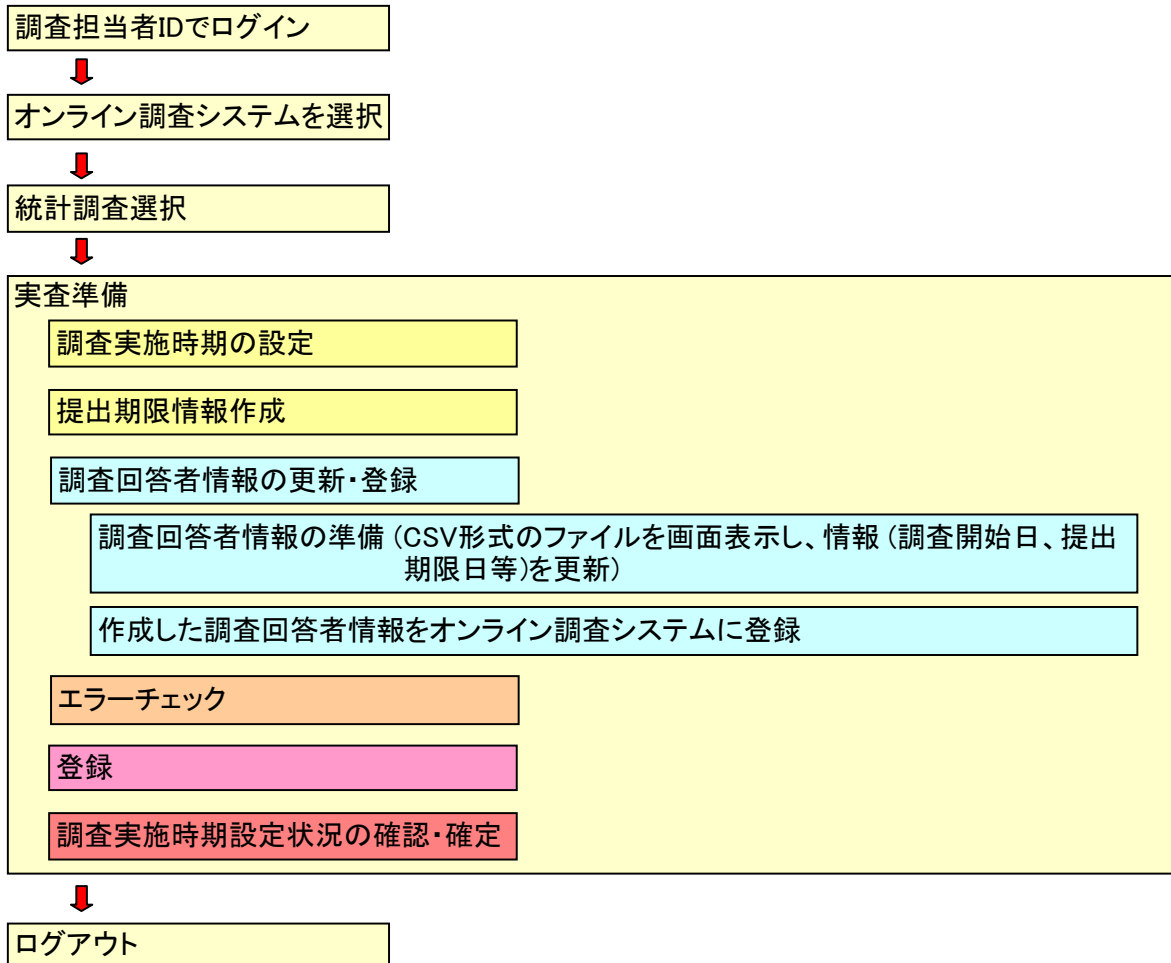 調査担当者IDでログイン
オンライン調査システムを選択
統計調査選択
実査準備
調査実施時期の設定
提出期限情報作成
調査回答者情報の更新・登録
調査回答者情報の準備（CSV形式のファイルを画面表示し、情報（調査開始日、提出
期限日等）を更新）
作成した調査回答者情報をオンライン調査システムに登録
エラーチェック
登録
調査実施時期設定状況の確認・確定
ログアウト